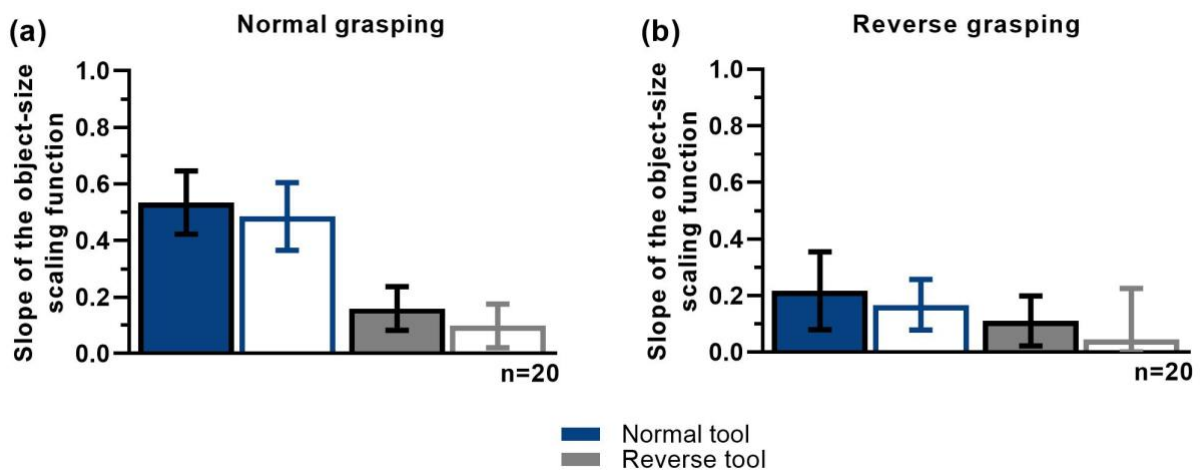 (a)
Normal grasping
Slope of the object-size
scaling function
1.0
0.8
0.6
0.4
0.2
0.0
n=20
(b)
Reverse grasping
Slope of the object-size
scaling function
1.0
0.8
0.6
0.4
0.2
0.0
n=20
Normal tool
Reverse tool